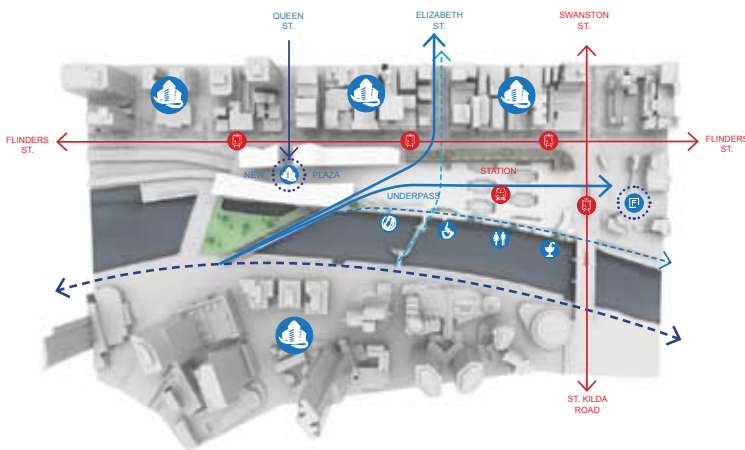 QUEEN
ST.
ELIZABETH
ST.
SWANSTON
ST.
FLINDERS
ST.
FLINDERS
ST.
NEW PLAZA
STATION
UNDERPASS
F
ST. KILDA
ROAD